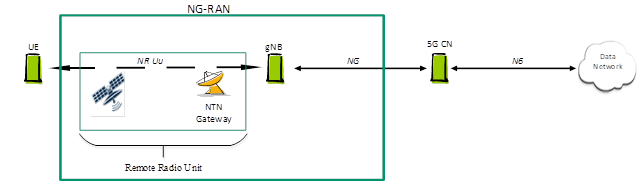 NG-RAN
UE
gNB
5G CN
NR Uu
NG
N6
Data
Network
NTN
Gateway
Remote Radio Unit